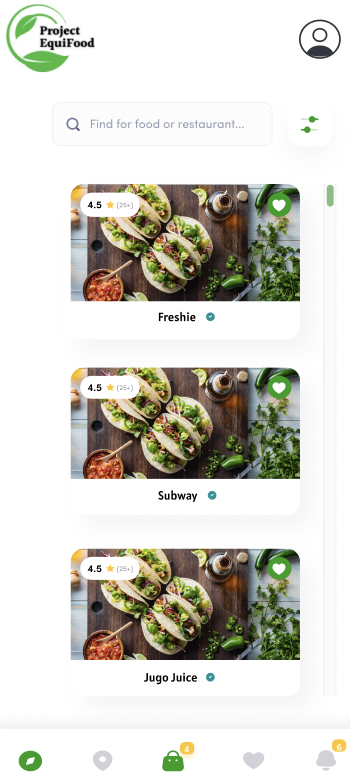 Project
EquiFood
Find for food or restaurant...
4.5 (25+)
Freshie
4.5 (25+)
Subway
4.5 (25+)
Jugo Juice
4
6